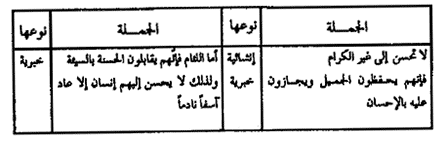 الجملة نوعها الجملة نوعها
لا تحسن إلى غير الكرام إنشائية أما اللئام فإنهم يقابلون الحسنة بالسيئة خبرية
فإنهم يحفظون الجميل ويجازون خبرية ولذلك لا يحسن إليهم إنسان إلا عاد
عليه بالإحسان آسفاً نادماً